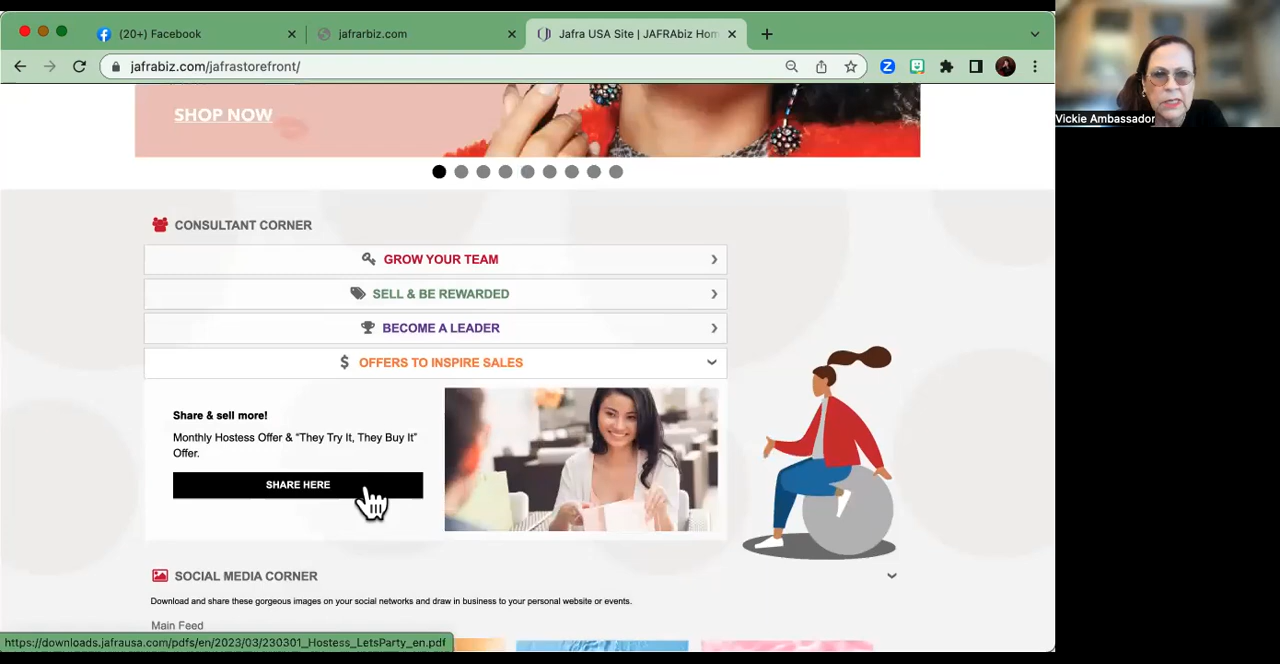 (20+) Facebook
jafrarbiz.com
Jafra USA Site | JAFRAbiz Hom
jafrabiz.com/jafrastorefront/
Vickie Ambassador
SHOP NOW
CONSULTANT CORNER
GROW YOUR TEAM
SELL & BE REWARDED
BECOME A LEADER
$ OFFERS TO INSPIRE SALES
Share & sell more!
Monthly Hostess Offer & “They Try It, They Buy It”
Offer.
SHARE HERE
SOCIAL MEDIA CORNER
Download and share these gorgeous images on your social networks and draw in business to your personal website or events.
Main Feed
https://downloads.jafrausa.com/pdfs/en/2023/03/230301_Hostess_LetsParty_en.pdf